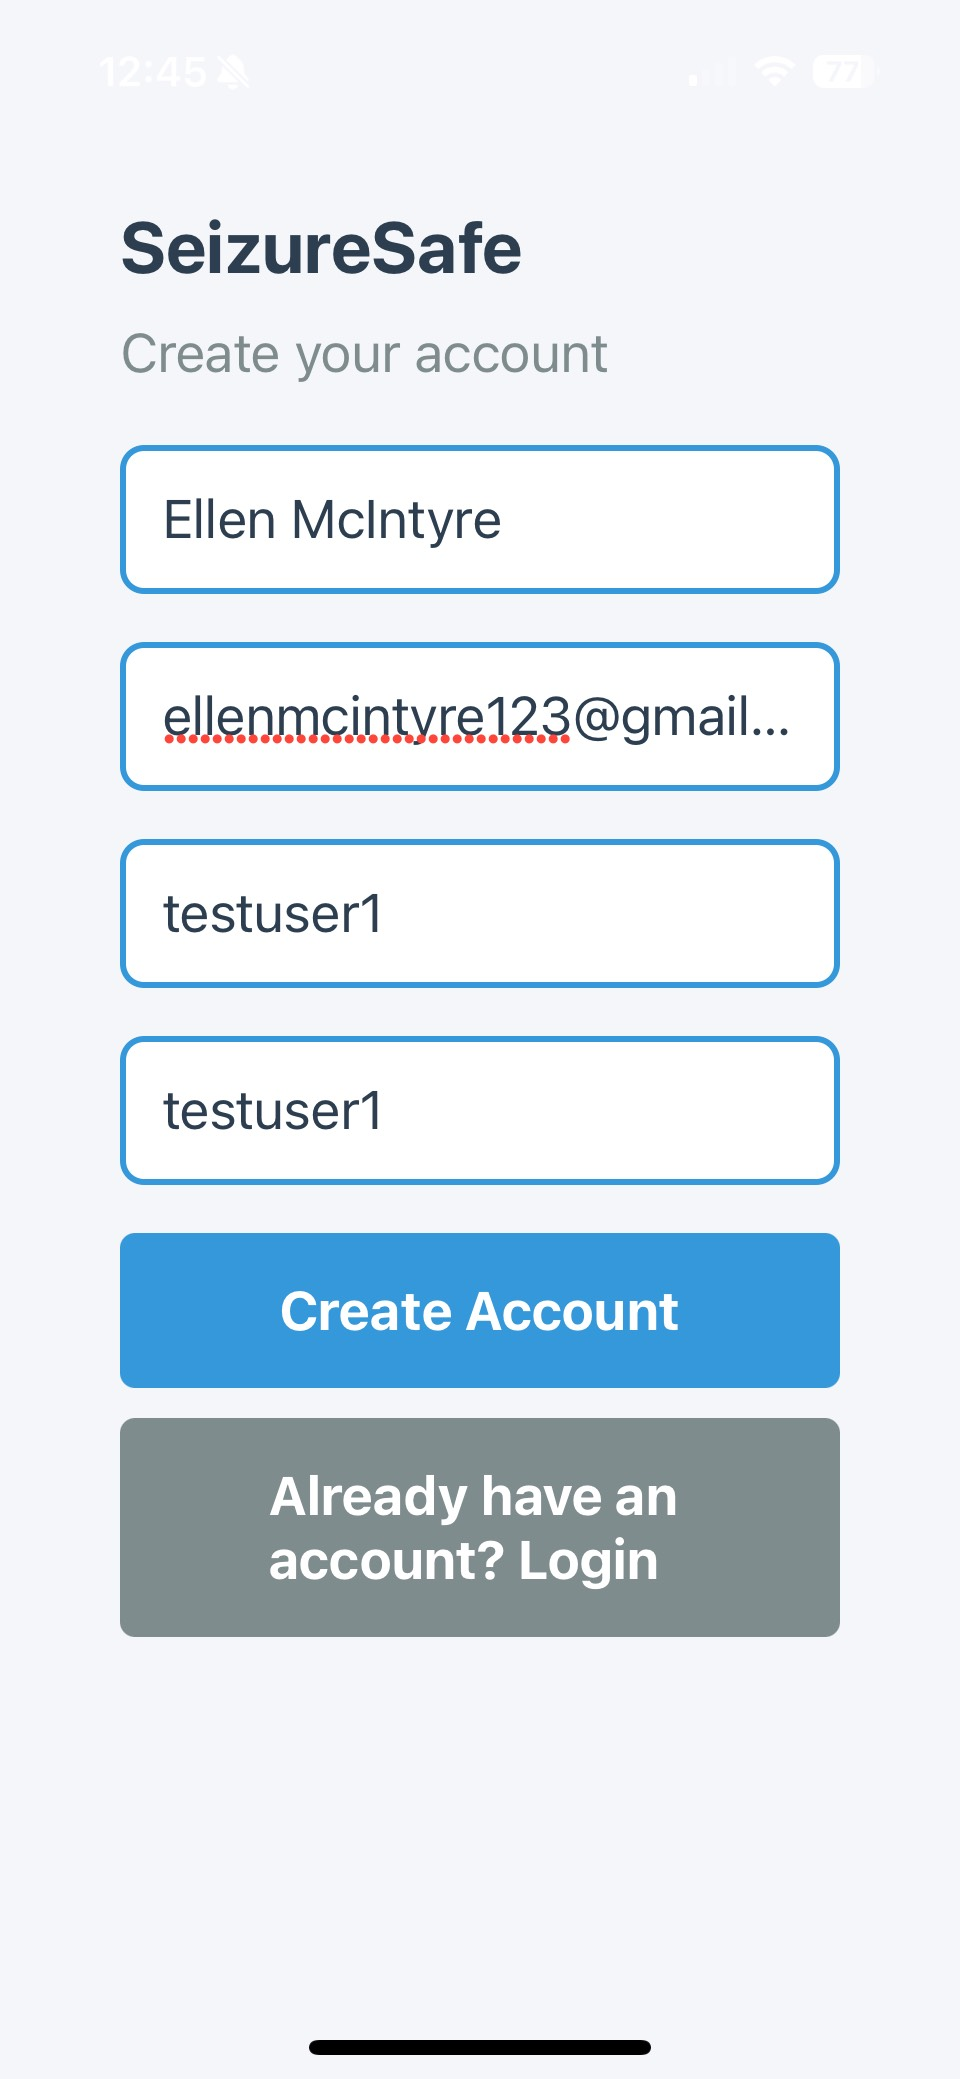 12:45
77
SeizureSafe
Create your account
Ellen McIntyre
ellenmcintyre123@gmail...
testuser1
testuser1
Create Account
Already have an
account? Login